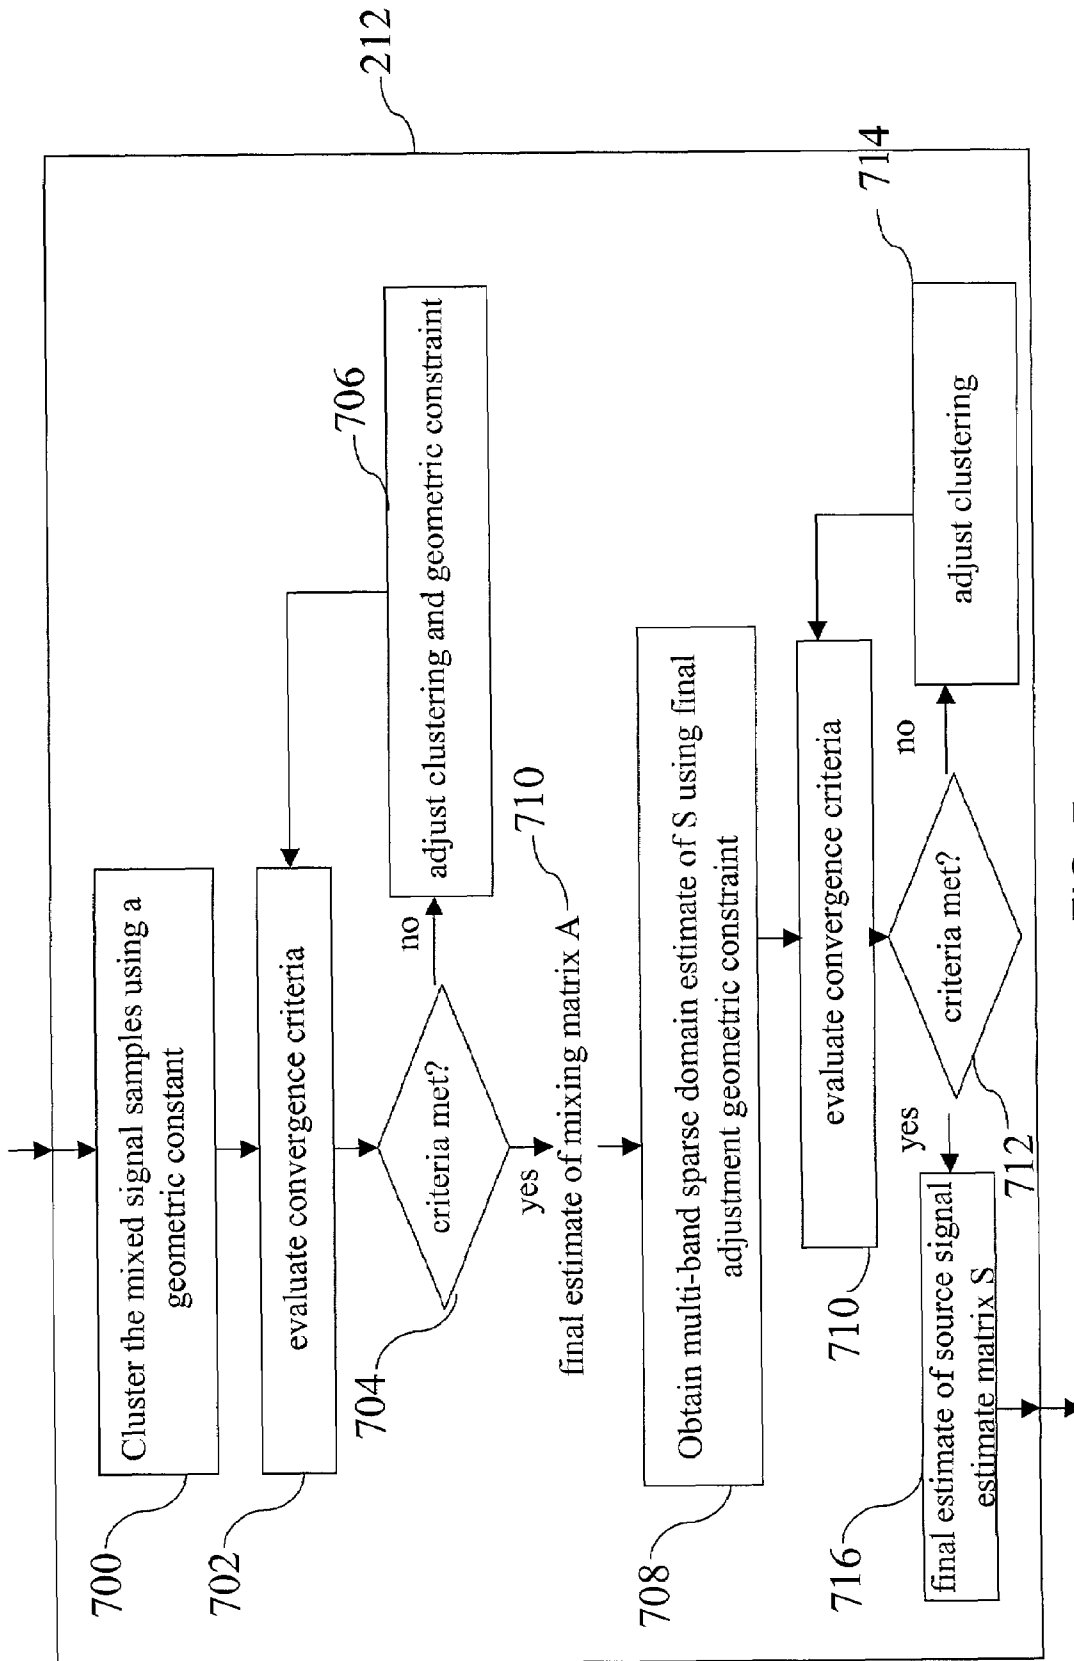 212
Cluster the mixed signal samples using a
geometric constant
700
evaluate convergence criteria
702
criteria met?
704
no
adjust clustering and geometric constraint
706
yes
final estimate of mixing matrix A
710
Obtain multi-band sparse domain estimate of S using final
adjustment geometric constraint
708
evaluate convergence criteria
710
criteria met?
712
no
adjust clustering
714
yes
final estimate of source signal
estimate matrix S
716